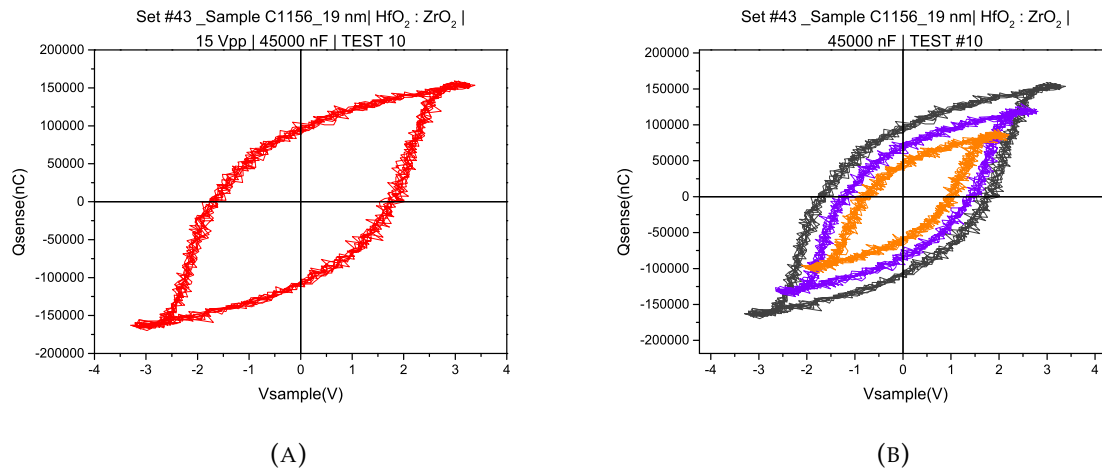 Set #43 _Sample C1156_19 nm| HfO₂ : ZrO₂ |
15 Vpp | 45000 nF | TEST 10
200000
150000
100000
50000
0
-50000
-100000
-150000
-200000
Qsense(nC)
-4 -3 -2 -1 0 1 2 3 4
Vsample(V)
(A)
Set #43 _Sample C1156_19 nm| HfO₂ : ZrO₂ |
45000 nF | TEST #10
200000
150000
100000
50000
0
-50000
-100000
-150000
-200000
Qsense(nC)
-4 -3 -2 -1 0 1 2 3 4
Vsample(V)
(B)